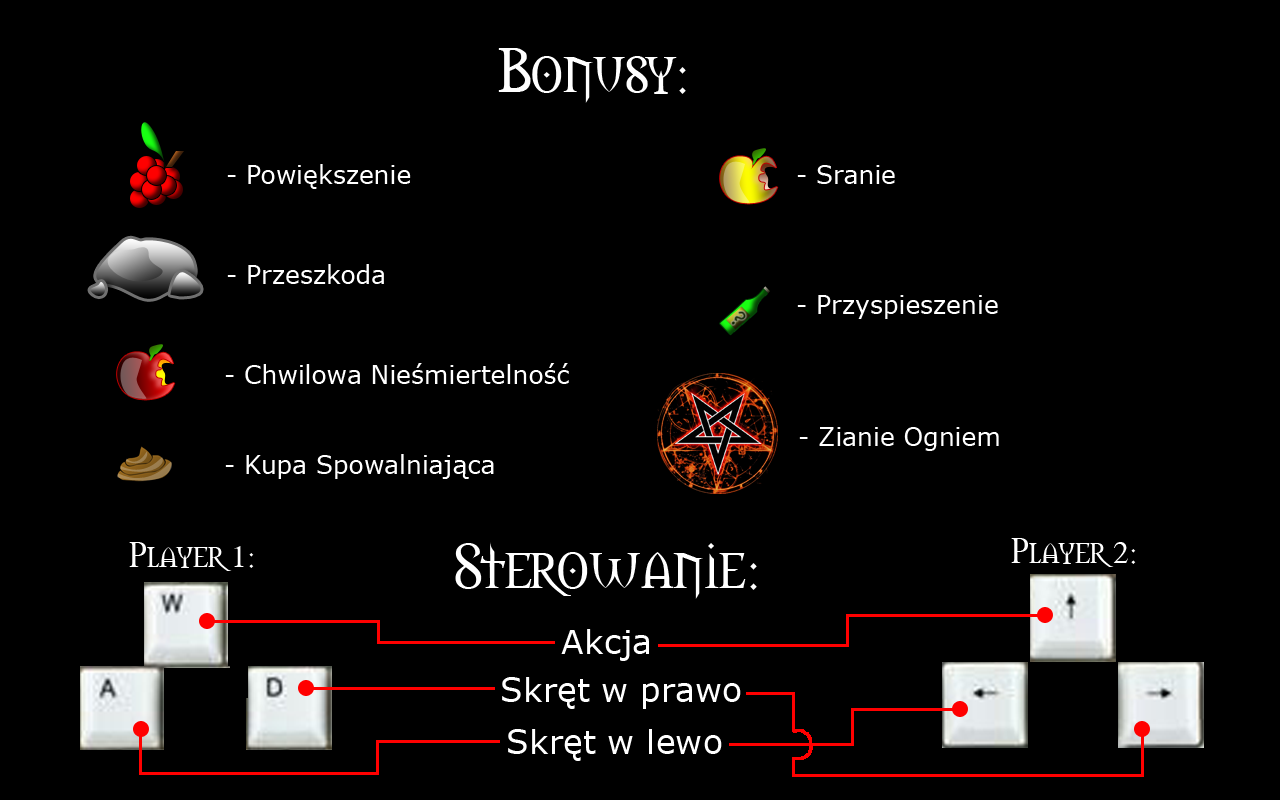 Bonusy:
- Powiększenie
- Sranie
- Przeszkoda
- Przyspieszenie
- Chwilowa Nieśmiertelność
- Zianie Ogniem
- Kupa Spowalniająca
Sterowanie:
Player 1:
Player 2:
W
A
D
↑
←
→
Akcja
Skręt w prawo
Skręt w lewo